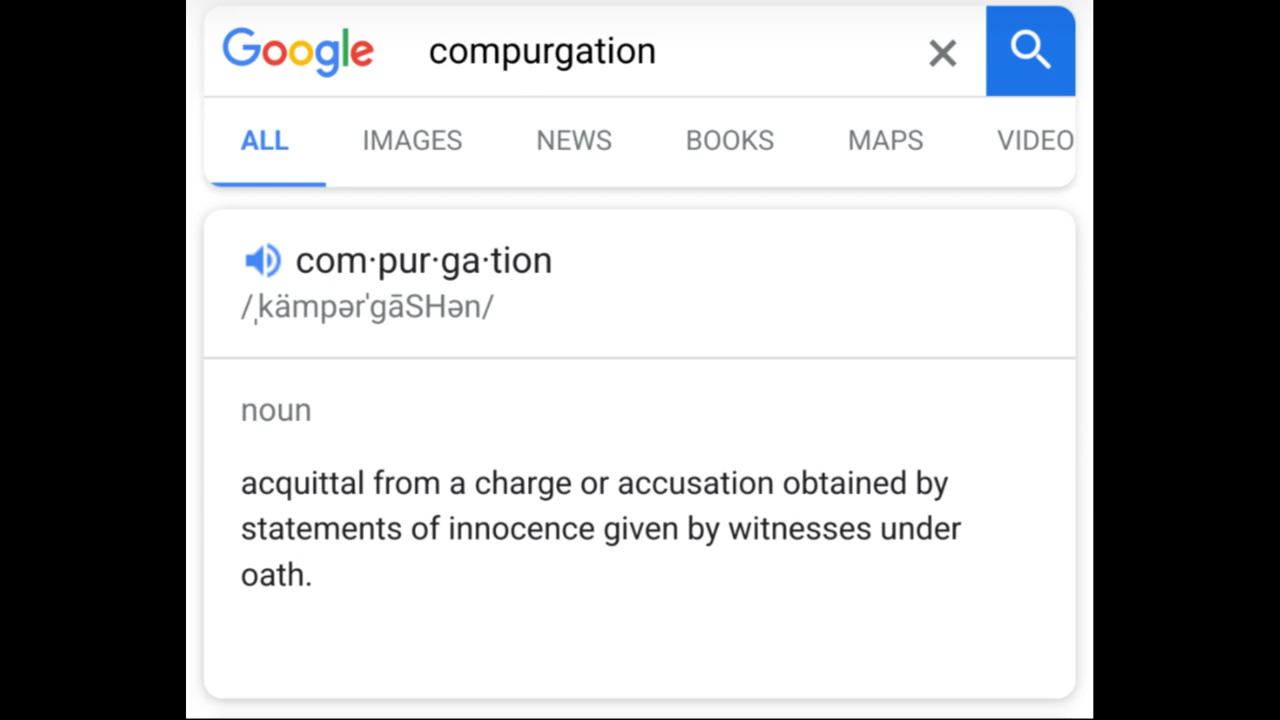 Google compurgation
ALL IMAGES NEWS BOOKS MAPS VIDEO
com·pur·ga·tion
/ˌkämpərˈgāSHən/
noun
acquittal from a charge or accusation obtained by
statements of innocence given by witnesses under
oath.